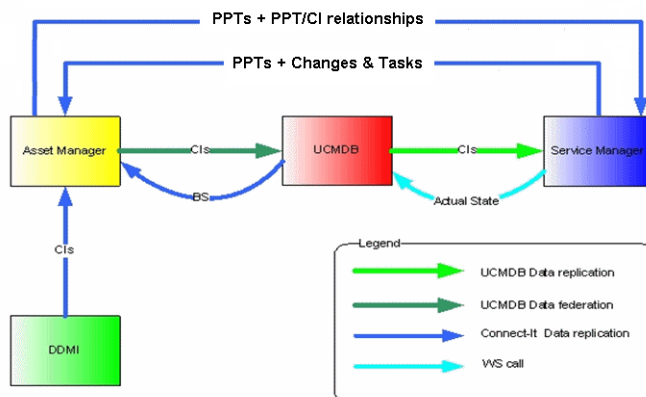 PPTs + PPT/CI relationships
PPTs + Changes & Tasks
Asset Manager
CIs
UCMDB
CIs
Service Manager
BS
Actual State
CIs
Legend
UCMDB Data replication
UCMDB Data federation
DDMI
Connect-It Data replication
WS call